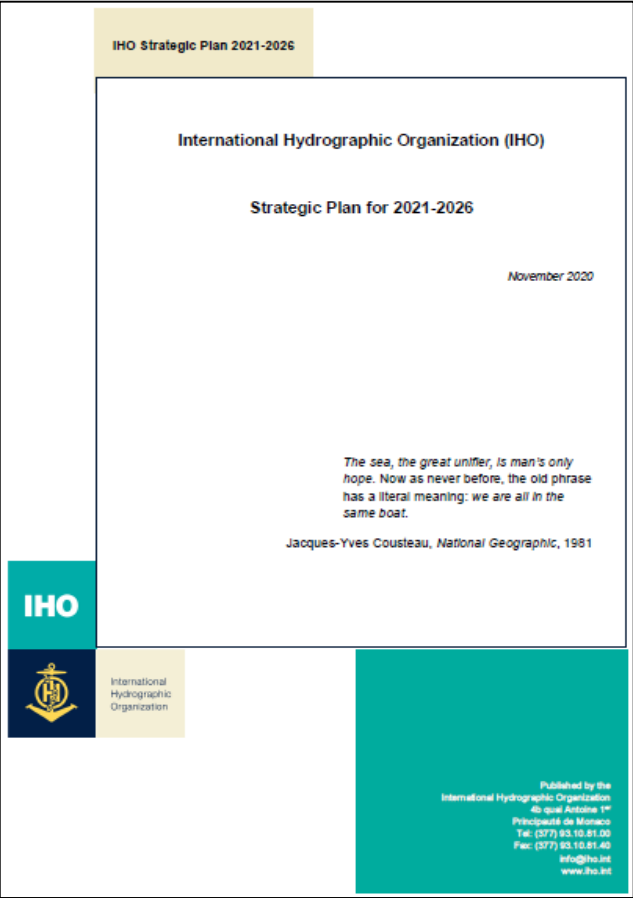 IHO Strategic Plan 2021-2026
International Hydrographic Organization (IHO)
Strategic Plan for 2021-2026
November 2020
The sea, the great unifier, is man's only
hope. Now as never before, the old phrase
has a literal meaning: we are all in the
same boat.
Jacques-Yves Cousteau, National Geographic, 1981
IHO
International
Hydrographic
Organization
Published by the
International Hydrographic Organization
4b quai Antoine 1er
Principauté de Monaco
Tel: (377) 93.10.81.00
Fax: (377) 93.10.81.40
info@iho.int
www.iho.int